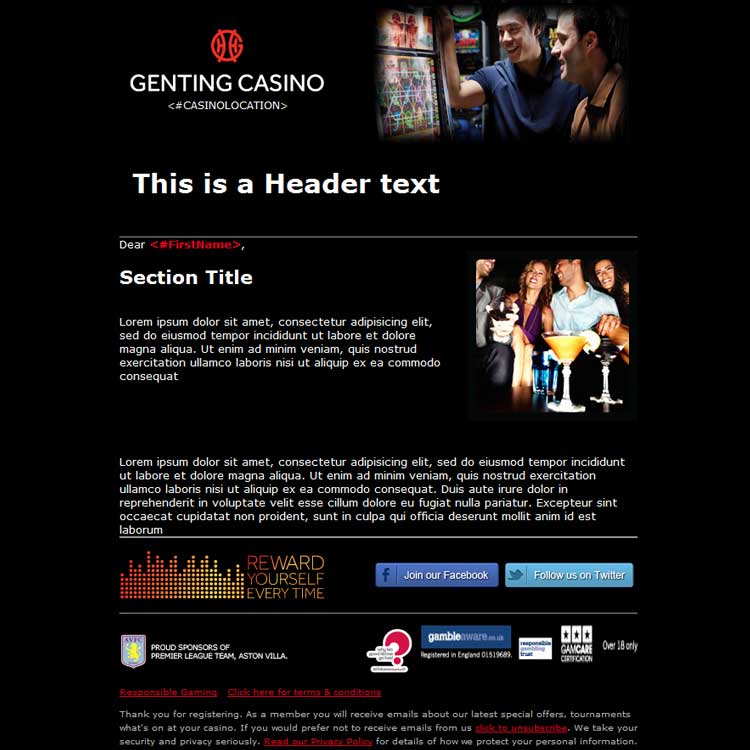 GENTING CASINO
<#CASINOLOCATION>
This is a Header text
Dear <#FirstName>,
Section Title
Lorem ipsum dolor sit amet, consectetur adipisicing elit,
sed do eiusmod tempor incididunt ut labore et dolore
magna aliqua. Ut enim ad minim veniam, quis nostrud
exercitation ullamco laboris nisi ut aliquip ex ea commodo
consequat
Lorem ipsum dolor sit amet, consectetur adipisicing elit, sed do eiusmod tempor incididunt
ut labore et dolore magna aliqua. Ut enim ad minim veniam, quis nostrud exercitation
ullamco laboris nisi ut aliquip ex ea commodo consequat. Duis aute irure dolor in
reprehenderit in voluptate velit esse cillum dolore eu fugiat nulla pariatur. Excepteur sint
occaecat cupidatat non proident, sunt in culpa qui officia deserunt mollit anim id est
laborum
REWARD
YOURSELF
EVERY TIME
Join our Facebook
Follow us on Twitter
AVFC
PROUD SPONSORS OF
PREMIER LEAGUE TEAM, ASTON VILLA.
gambleaware.co.uk
Registered in England 01519689.
responsible
gambling
trust
GAMCARE
CERTIFICATION
Over 18 only
Responsible Gaming Click here for terms & conditions
Thank you for registering. As a member you will receive emails about our latest special offers, tournaments
what's on at your casino. If you would prefer not to receive emails from us click to unsubscribe. We take your
security and privacy seriously. Read our Privacy Policy for details of how we protect your personal information.